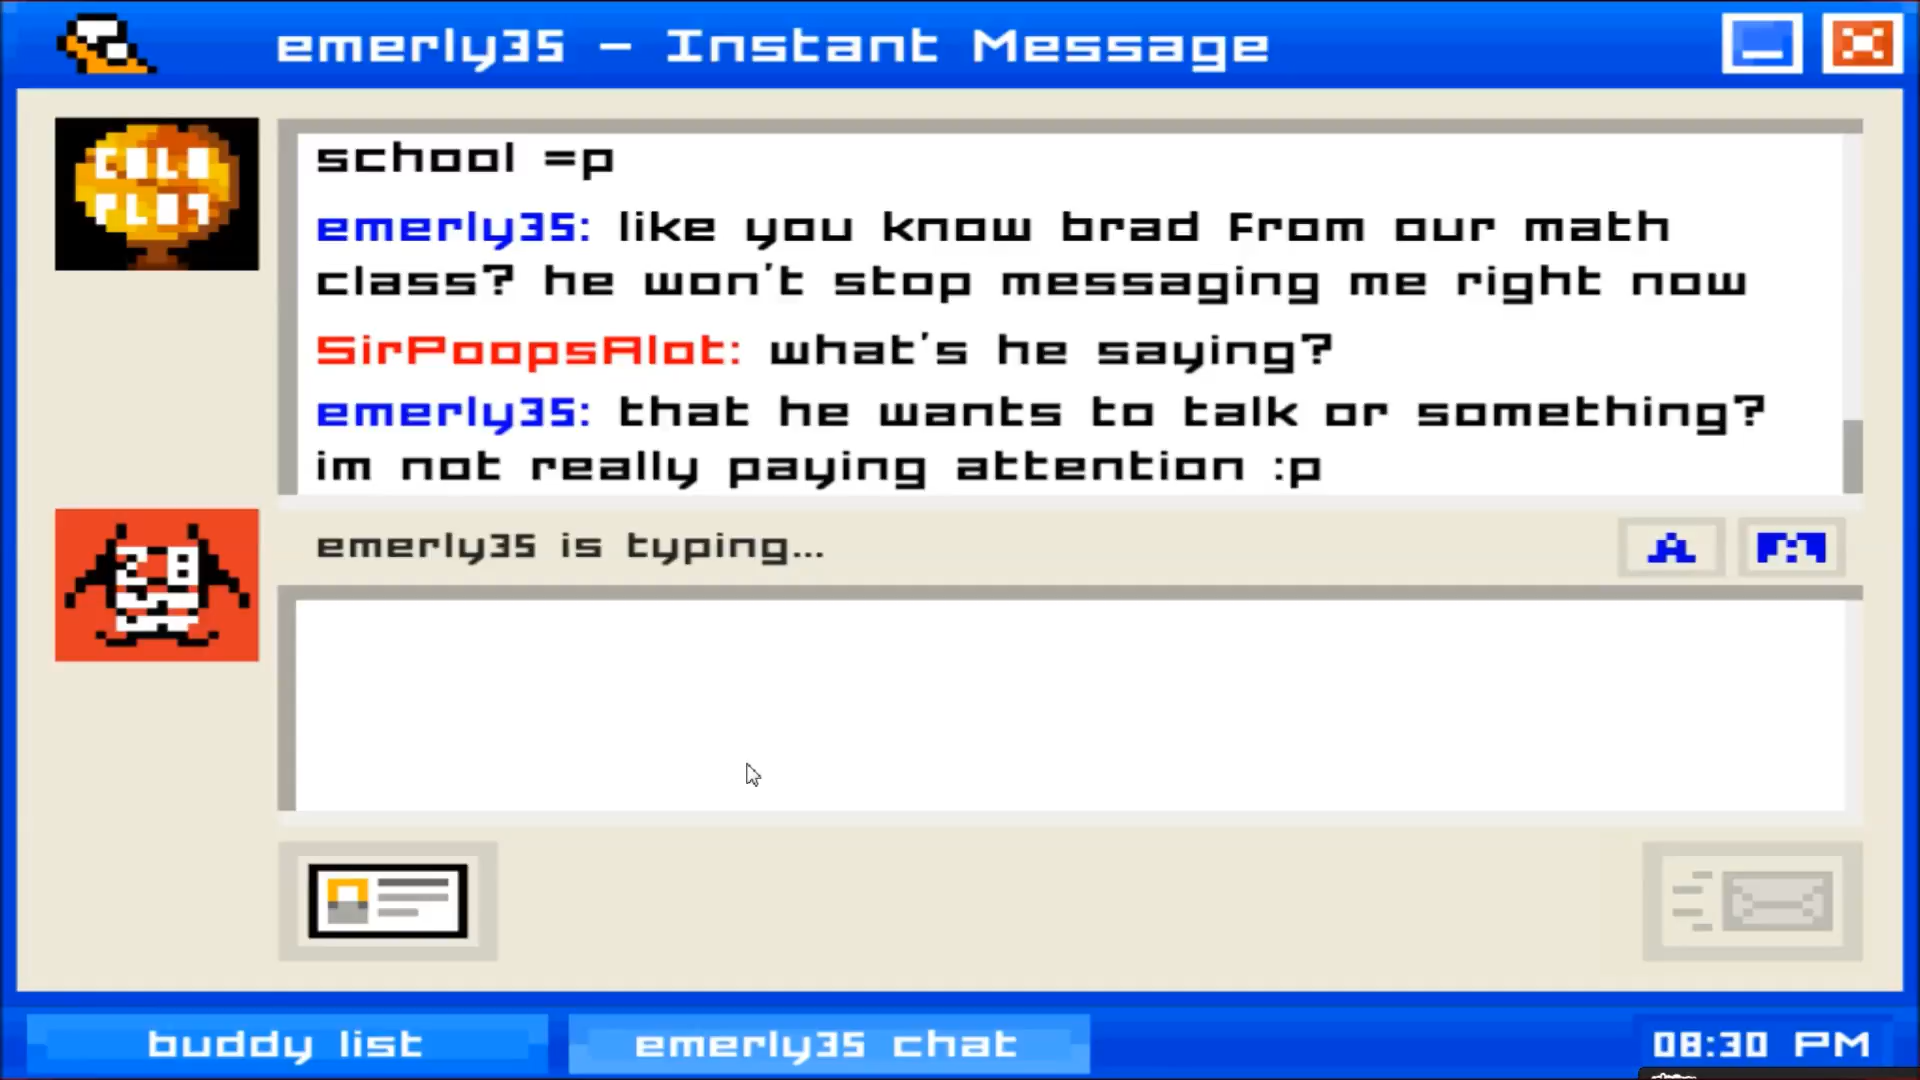 emerly35 - Instant Message
COLD
PLAY
school =p
emerly35: like you know brad from our math
class? he won't stop messaging me right now
SirPoopsAlot: what's he saying?
emerly35: that he wants to talk or something?
im not really paying attention :p
emerly35 is typing...
A
buddy list
emerly35 chat
08:30 PM